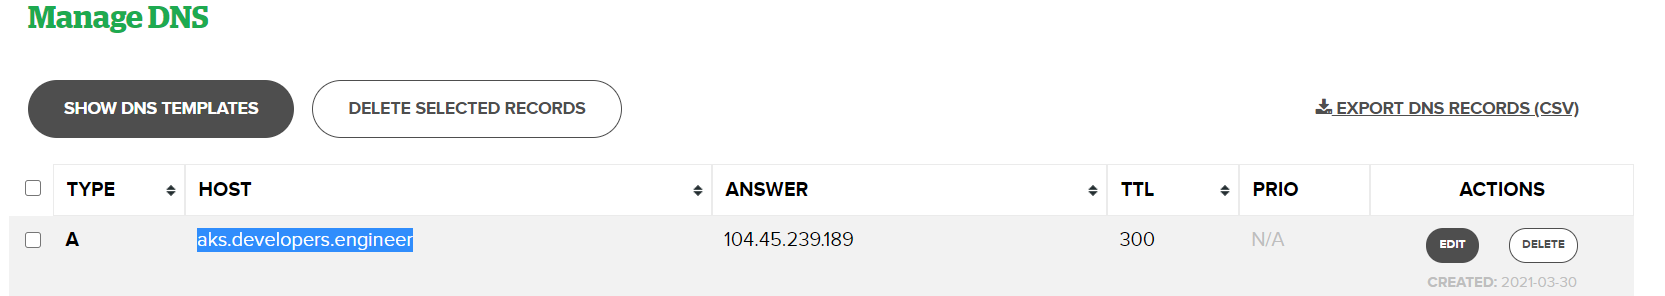 Manage DNS
SHOW DNS TEMPLATES DELETE SELECTED RECORDS EXPORT DNS RECORDS (CSV)
TYPE HOST ANSWER TTL PRIO ACTIONS
A aks.developers.engineer 104.45.239.189 300 N/A EDIT DELETE
CREATED: 2021-03-30